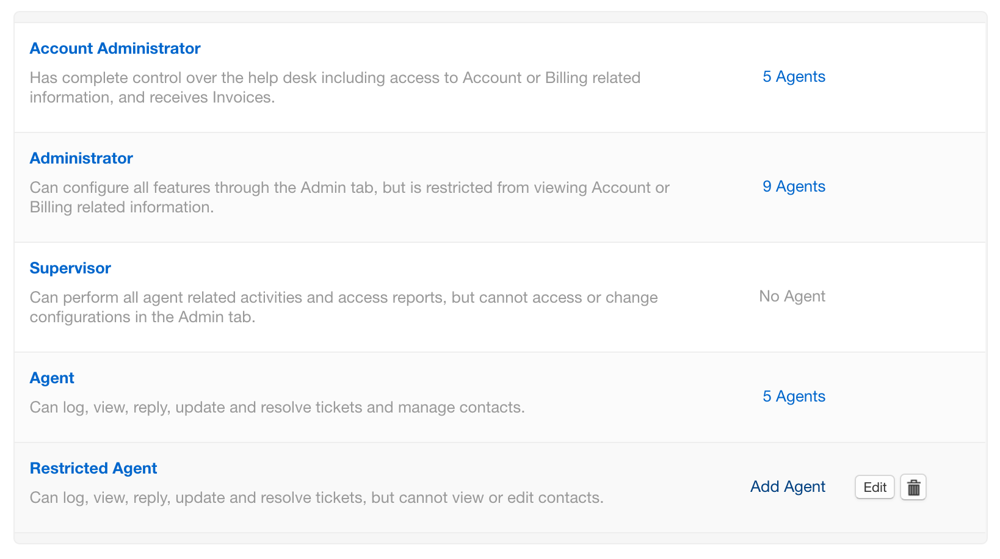 Account Administrator
Has complete control over the help desk including access to Account or Billing related
information, and receives Invoices.
5 Agents
Administrator
Can configure all features through the Admin tab, but is restricted from viewing Account or
Billing related information.
9 Agents
Supervisor
Can perform all agent related activities and access reports, but cannot access or change
configurations in the Admin tab.
No Agent
Agent
Can log, view, reply, update and resolve tickets and manage contacts.
5 Agents
Restricted Agent
Can log, view, reply, update and resolve tickets, but cannot view or edit contacts.
Add Agent
Edit